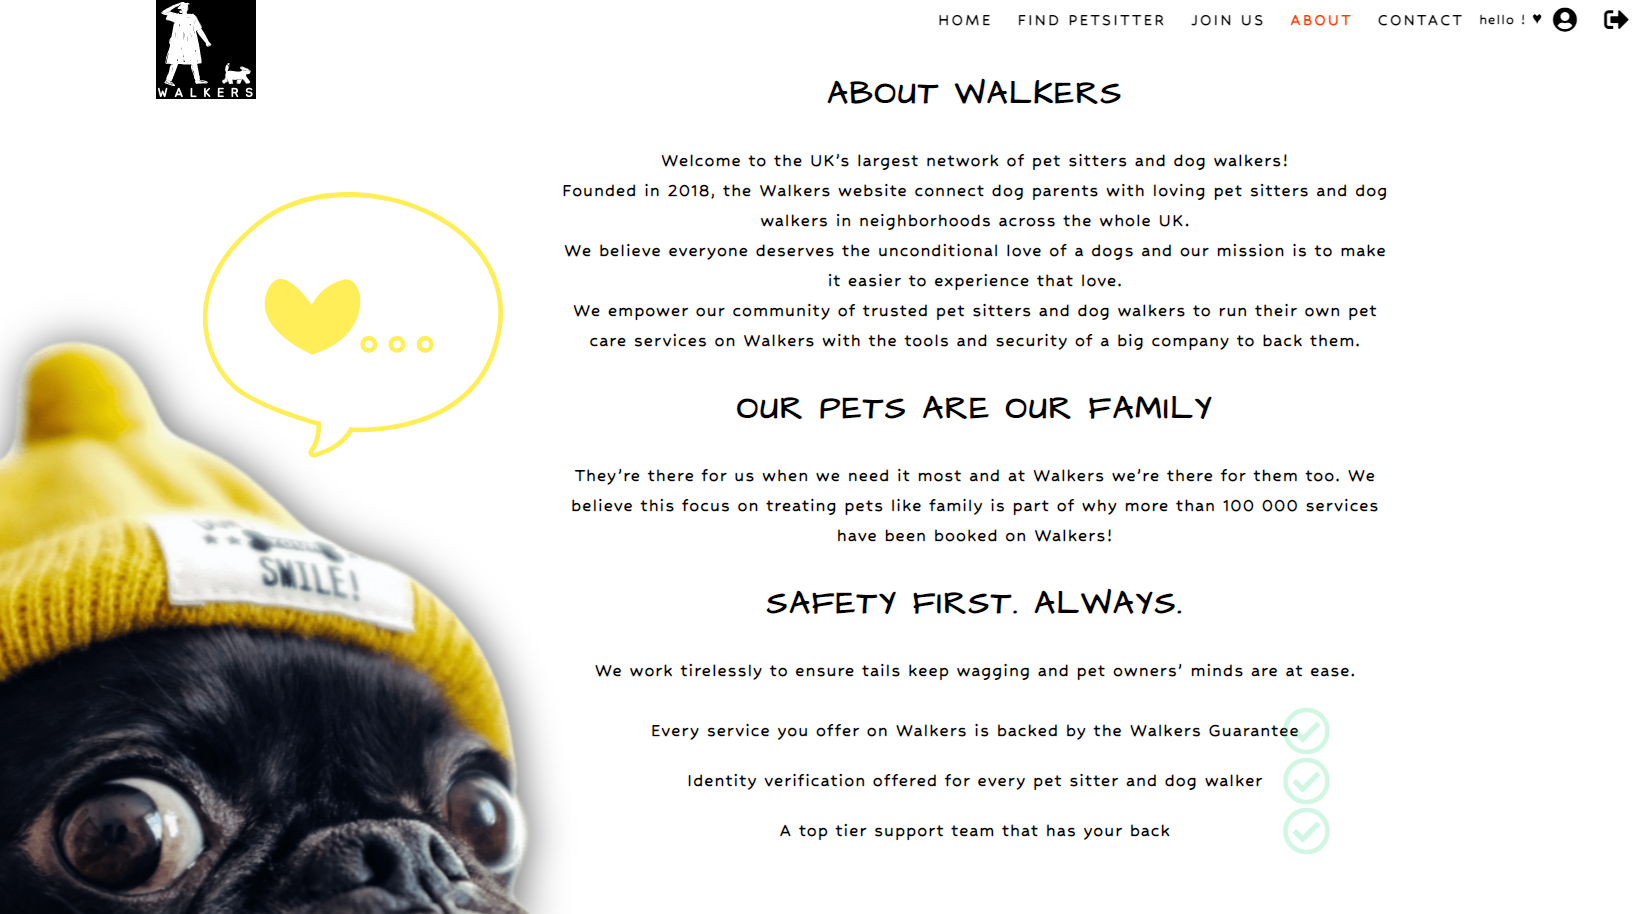 WALKERS
HOME FIND PETSITTER JOIN US ABOUT CONTACT hello ! ♥
ABOUT WALKERS
Welcome to the UK's largest network of pet sitters and dog walkers!
Founded in 2018, the Walkers website connect dog parents with loving pet sitters and dog
walkers in neighborhoods across the whole UK.
We believe everyone deserves the unconditional love of a dogs and our mission is to make
it easier to experience that love.
We empower our community of trusted pet sitters and dog walkers to run their own pet
care services on Walkers with the tools and security of a big company to back them.
OUR PETS ARE OUR FAMILY
They're there for us when we need it most and at Walkers we're there for them too. We
believe this focus on treating pets like family is part of why more than 100 000 services
have been booked on Walkers!
SMILE!
SAFETY FIRST. ALWAYS.
We work tirelessly to ensure tails keep wagging and pet owners' minds are at ease.
Every service you offer on Walkers is backed by the Walkers Guarantee
Identity verification offered for every pet sitter and dog walker
A top tier support team that has your back